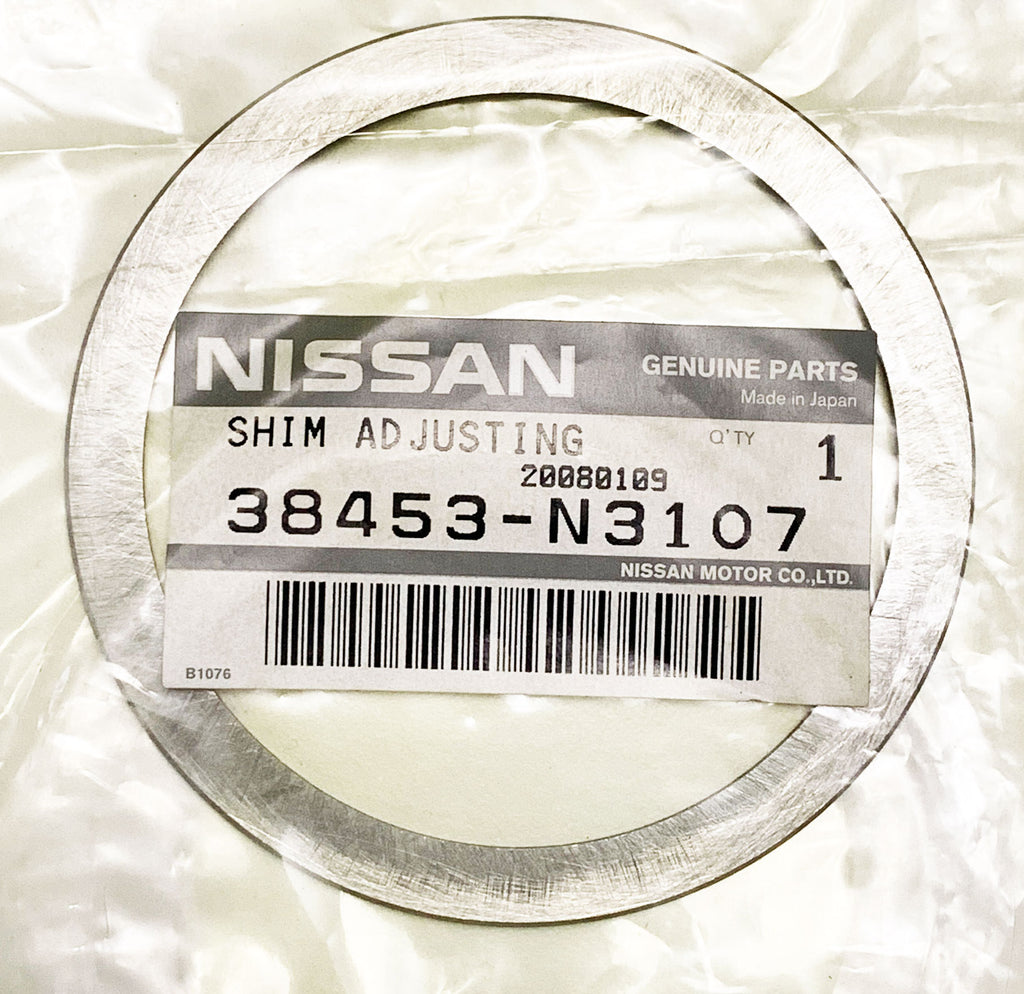 NISSAN
GENUINE PARTS
Made in Japan
SHIM ADJUSTING
Q'TY 1
20080109
38453-N3107
NISSAN MOTOR CO.,LTD.
B1076